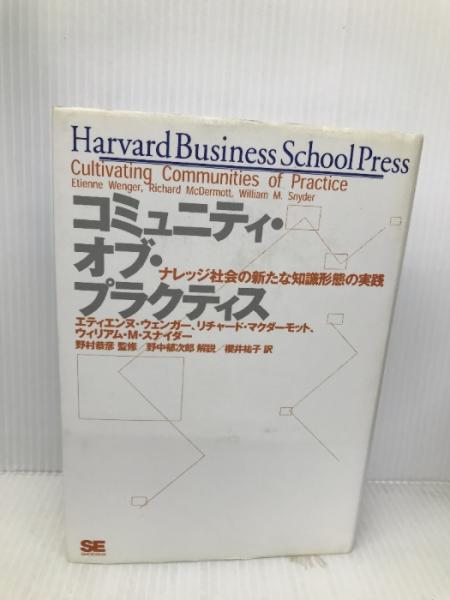 Harvard Business School Press
Cultivating Communities of Practice
Etienne Wenger, Richard McDermott, William M. Snyder
コミュニティ・
オブ・
ナレッジ社会の新たな知識形態の実践
プラクティス
エティエンヌ・ウェンガー、リチャード・マクダーモット、
ウィリアム・M・スナイダー
野村恭彦 監修／野中郁次郎 解説／櫻井祐子 訳
SE
SHOEISHA